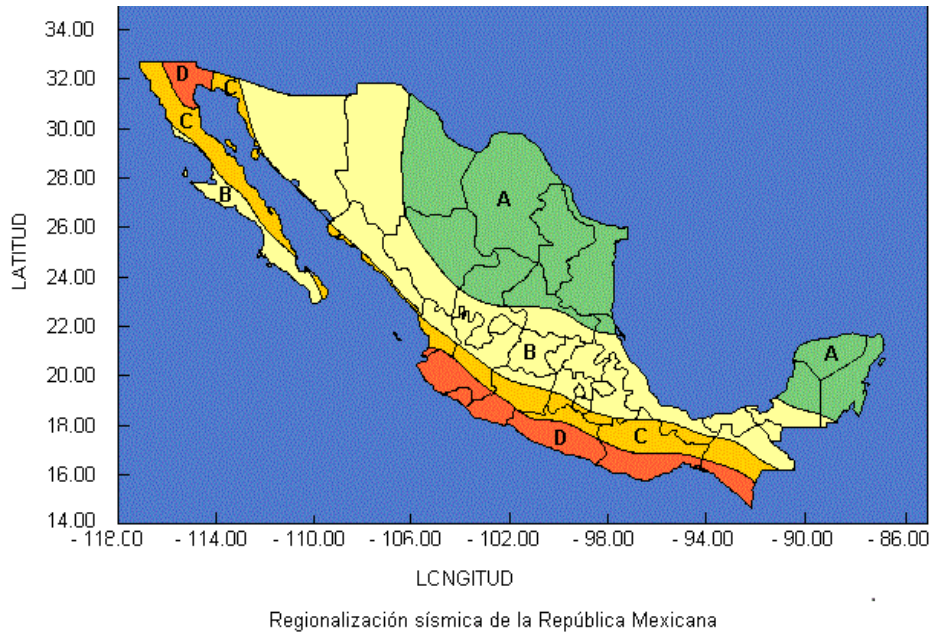 34.00
32.00
30.00
28.00
26.00
24.00
22.00
20.00
18.00
16.00
14.00
LATITUD
D
C
C
B
A
B
A
D
C
- 118.00 - 114.00 - 110.00 - 106.00 - 102.00 - 98.00 - 94.00 - 90.00 - 86.00
LCNGITUD
Regionalización sísmica de la República Mexicana